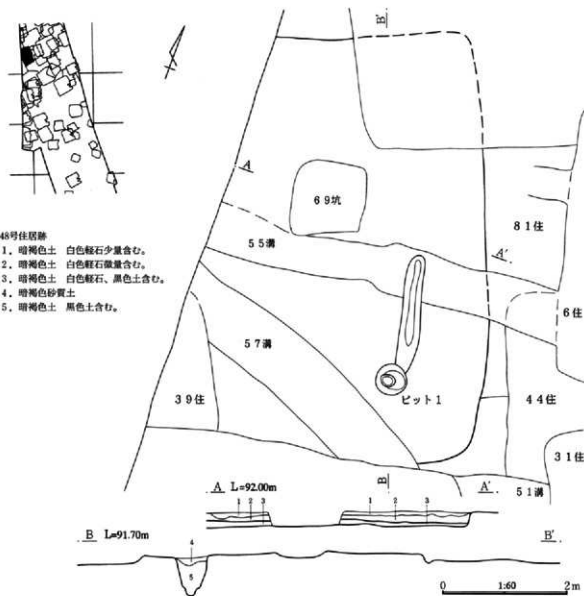 48号住居跡
1. 暗褐色土 白色軽石少量含む。
2. 暗褐色土 白色軽石微量含む。
3. 暗褐色土 白色軽石、黒色土含む。
4. 暗褐色砂質土
5. 暗褐色土 黒色土含む。
B'
A
69坑
55溝
81住
A'
6住
57溝
39住
ピット1
44住
31住
51溝
B
A L=92.00m
A'
1 2 3
1 2 3
B L=91.70m
B'
4
5
0 1:60 2m